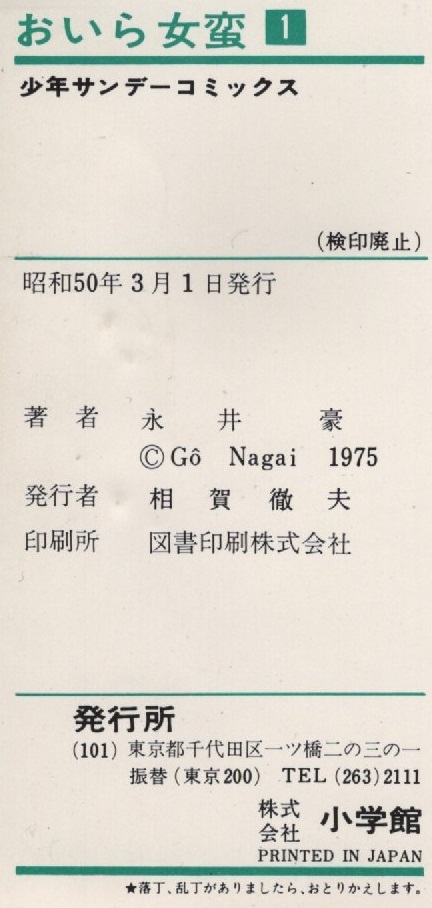 おいら女蛮 1
少年サンデーコミックス
(検印廃止)
昭和50年3月1日発行
著者 永井豪
©Gô Nagai 1975
発行者 相賀徹夫
印刷所 図書印刷株式会社
発行所
(101) 東京都千代田区一ツ橋二の三の一
振替(東京200) TEL(263)2111
株式会社 小学館
PRINTED IN JAPAN
★落丁、乱丁がありましたら、おとりかえします。